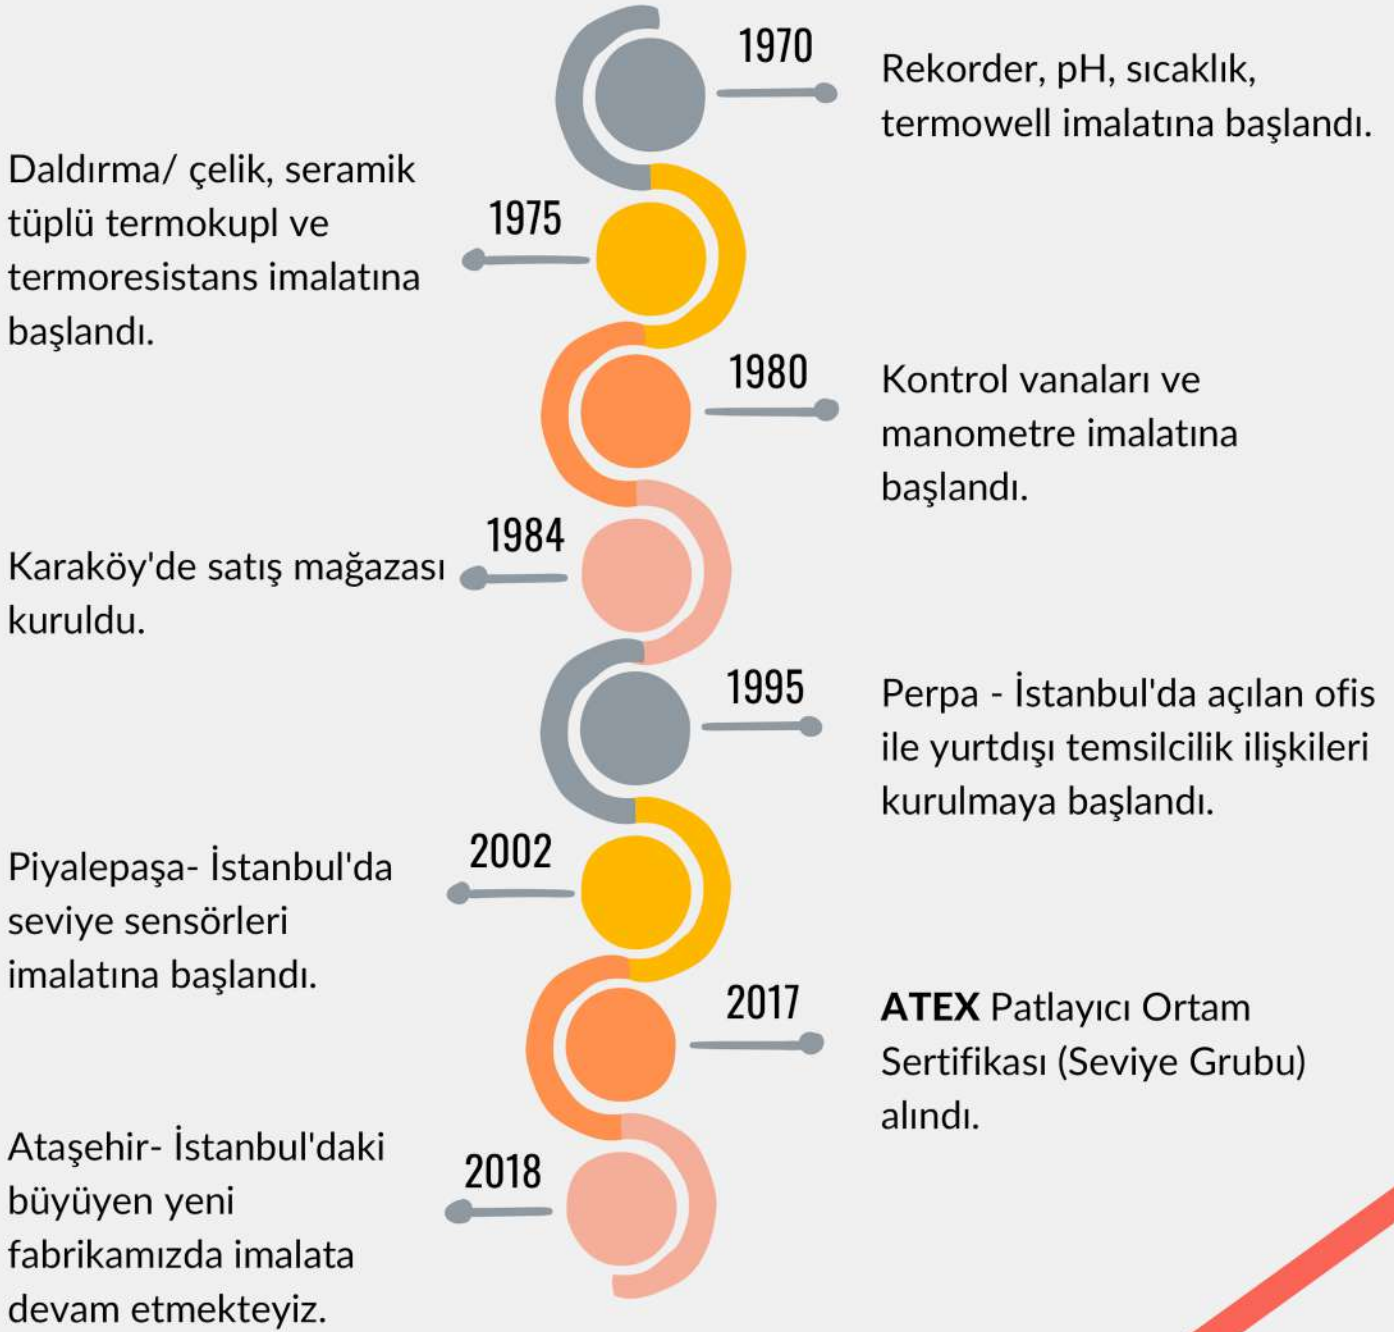 1970
Rekorder, pH, sıcaklık,
termowell imalatına başlandı.
1975
Daldırma/ çelik, seramik
tüplü termokupl ve
termoresistans imalatına
başlandı.
1980
Kontrol vanaları ve
manometre imalatına
başlandı.
1984
Karaköy'de satış mağazası
kuruldu.
1995
Perpa - İstanbul'da açılan ofis
ile yurtdışı temsilcilik ilişkileri
kurulmaya başlandı.
2002
Piyalepaşa- İstanbul'da
seviye sensörleri
imalatına başlandı.
2017
ATEX Patlayıcı Ortam
Sertifikası (Seviye Grubu)
alındı.
2018
Ataşehir- İstanbul'daki
büyüyen yeni
fabrikamızda imalata
devam etmekteyiz.